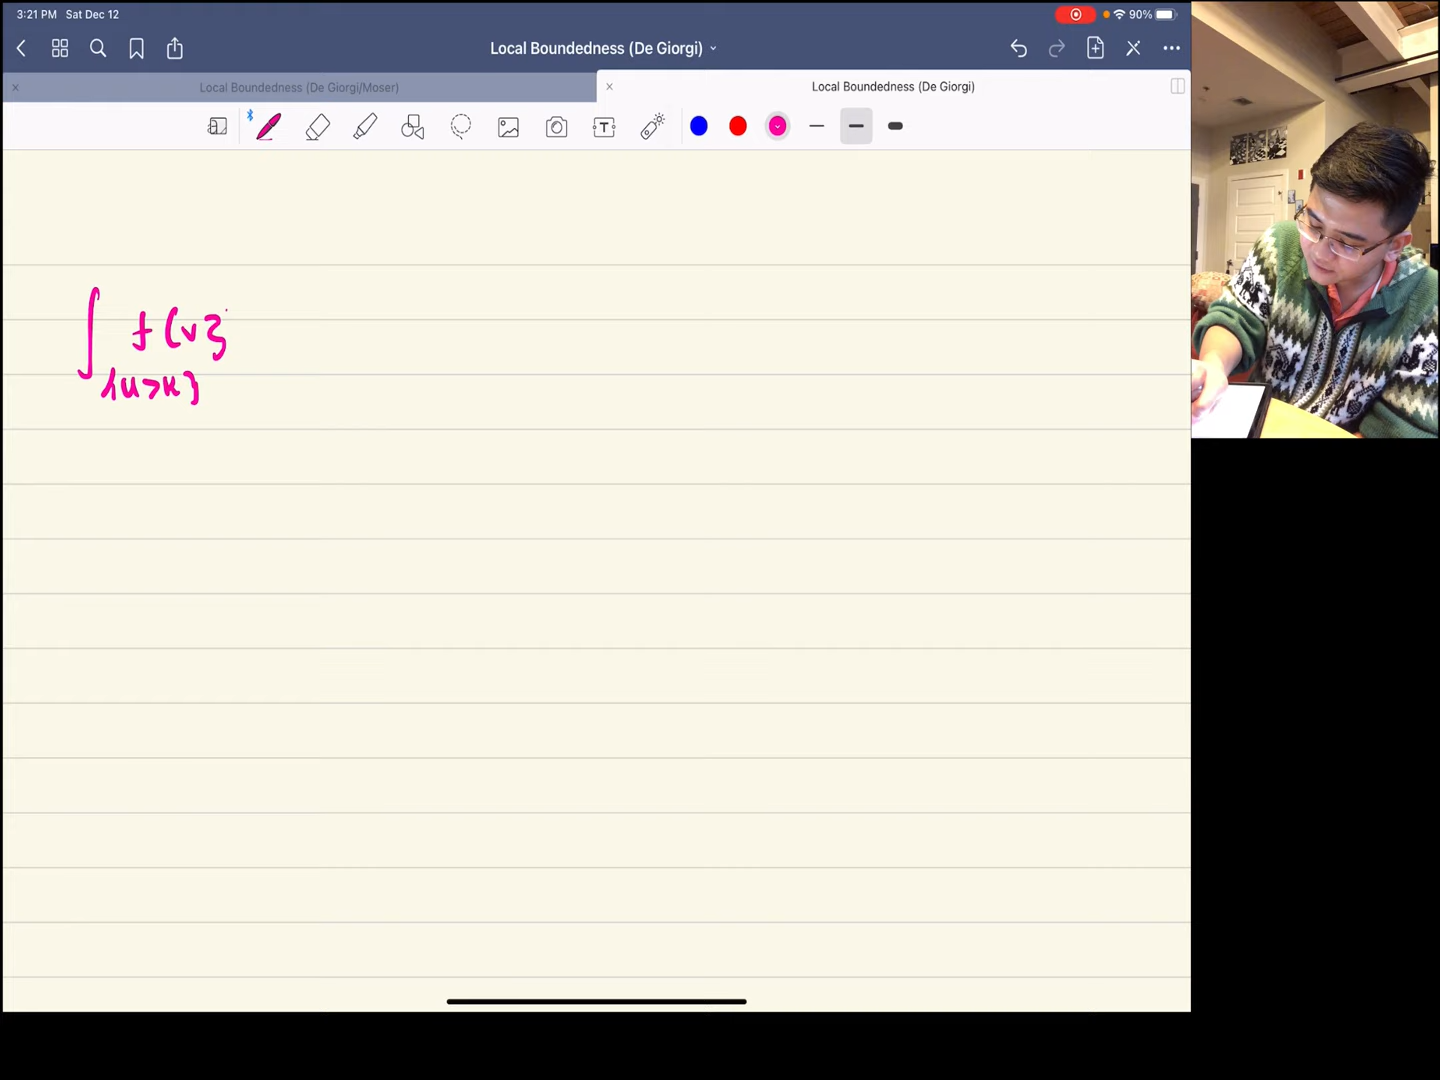 3:21 PM Sat Dec 12
90%
Local Boundedness (De Giorgi)
Local Boundedness (De Giorgi/Moser)
Local Boundedness (De Giorgi)
T
∫ f(vζ
{u>k}